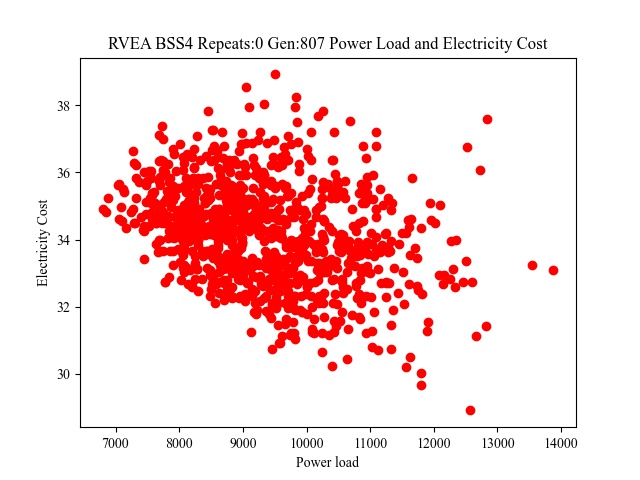 RVEA BSS4 Repeats:0 Gen:807 Power Load and Electricity Cost
38
36
34
32
30
Electricity Cost
7000 8000 9000 10000 11000 12000 13000 14000
Power load